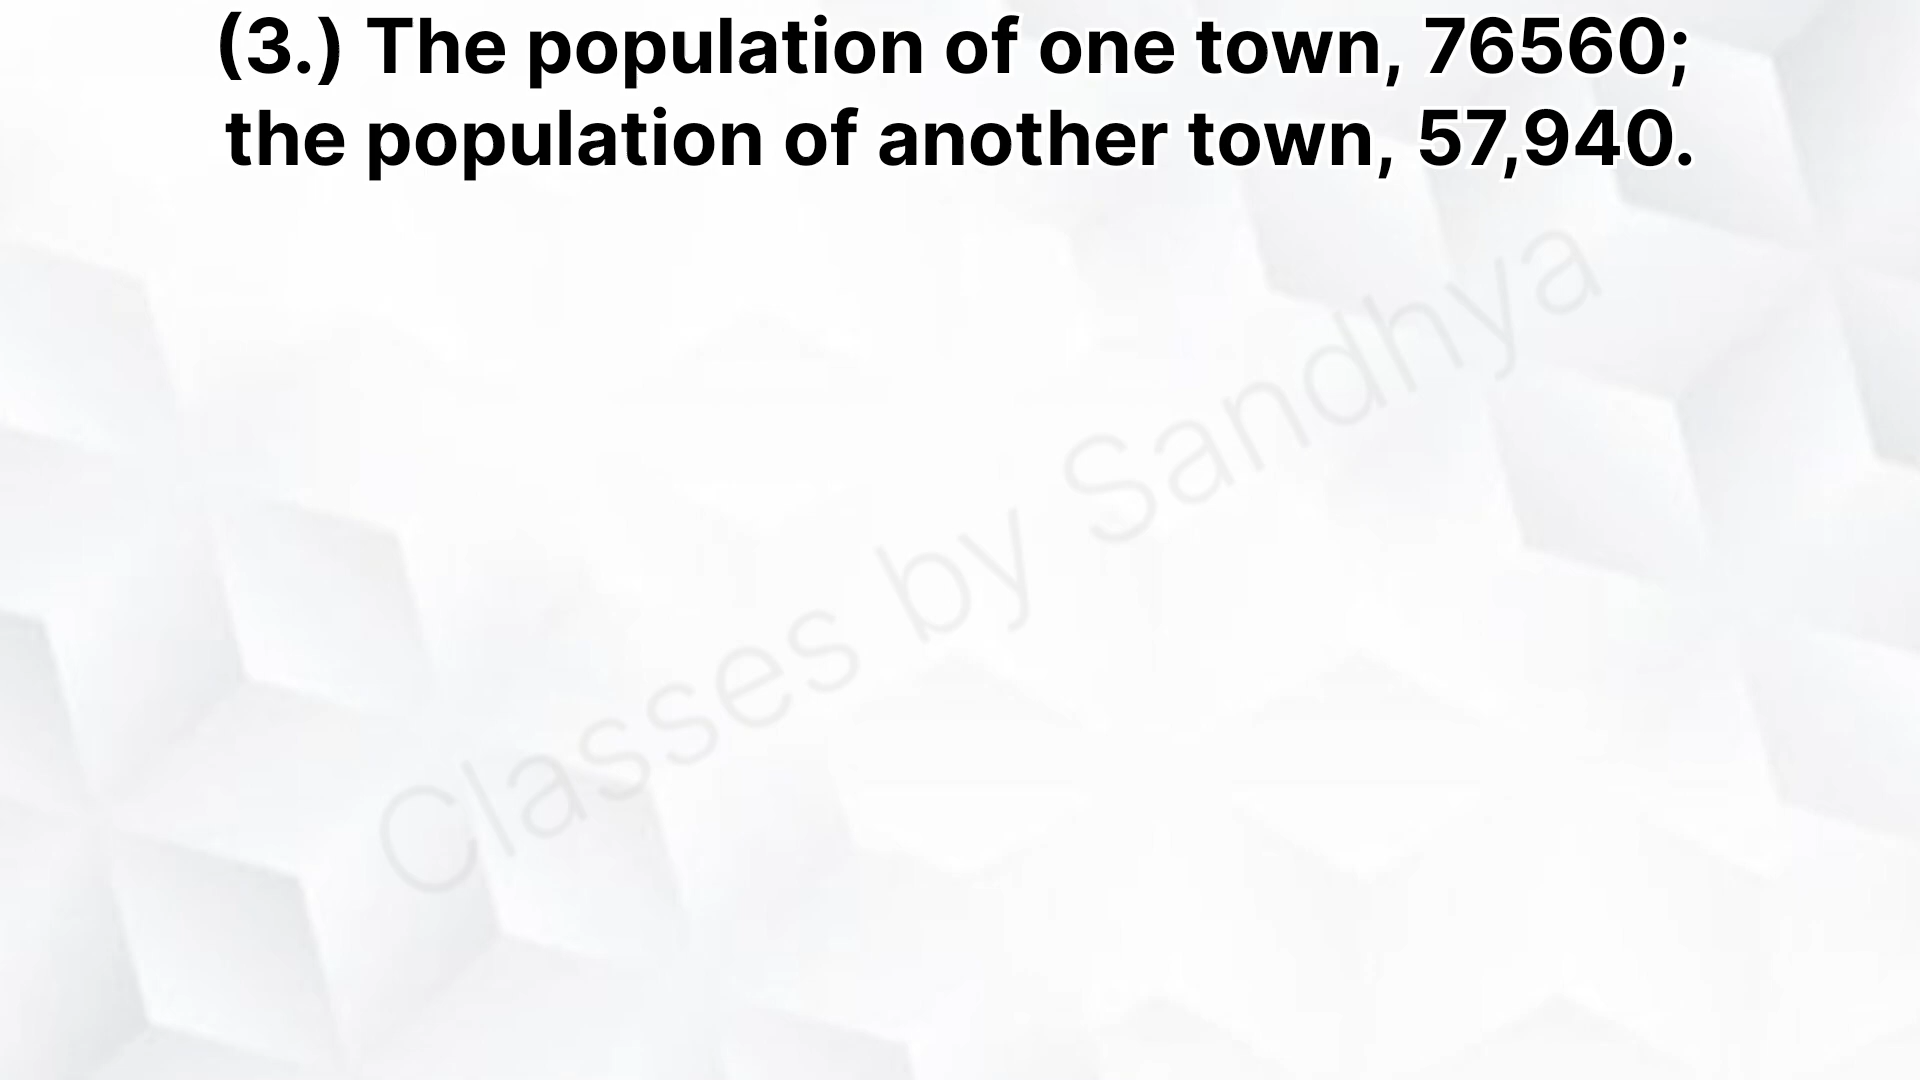 (3.) The population of one town, 76560;
the population of another town, 57,940.
Classes by Sandhya